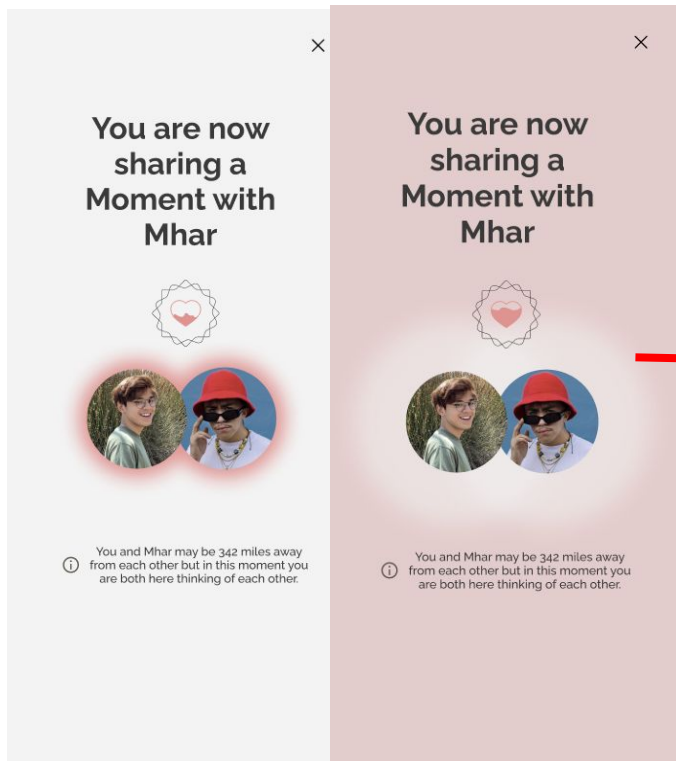 You are now
sharing a
Moment with
Mhar
You and Mhar may be 342 miles away
from each other but in this moment you
are both here thinking of each other.
You are now
sharing a
Moment with
Mhar
You and Mhar may be 342 miles away
from each other but in this moment you
are both here thinking of each other.